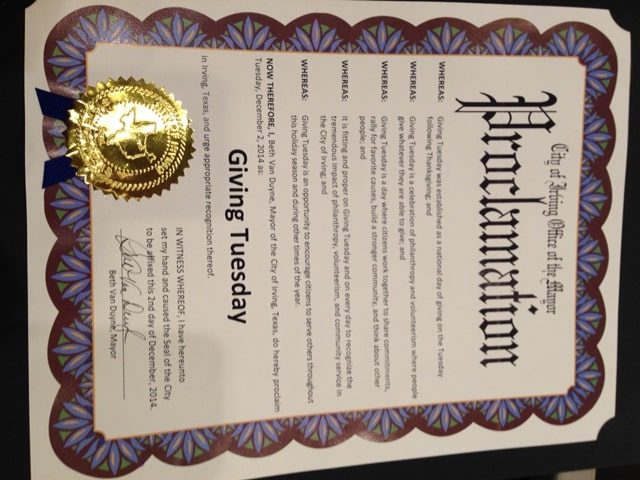 City of Irving Office of the Mayor
Proclamation
WHEREAS: Giving Tuesday was established as a national day of giving on the Tuesday
following Thanksgiving; and
WHEREAS: Giving Tuesday is a celebration of philanthropy and volunteerism where people
give whatever they are able to give; and
WHEREAS: Giving Tuesday is a day where citizens work together to share commitments,
rally for favorite causes, build a stronger community, and think about other
people; and
WHEREAS: It is fitting and proper on Giving Tuesday and on every day to recognize the
tremendous impact of philanthropy, volunteerism, and community service in
the City of Irving; and
WHEREAS: Giving Tuesday is an opportunity to encourage citizens to serve others throughout
this holiday season and during other times of the year.
NOW THEREFORE, I, Beth Van Duyne, Mayor of the City of Irving, Texas, do hereby proclaim
Tuesday, December 2, 2014 as:
Giving Tuesday
in Irving, Texas, and urge appropriate recognition thereof.
IN WITNESS WHEREOF, I have hereunto
set my hand and caused the Seal of the City
to be affixed this 2nd day of December, 2014.
Beth Van Duyne, Mayor